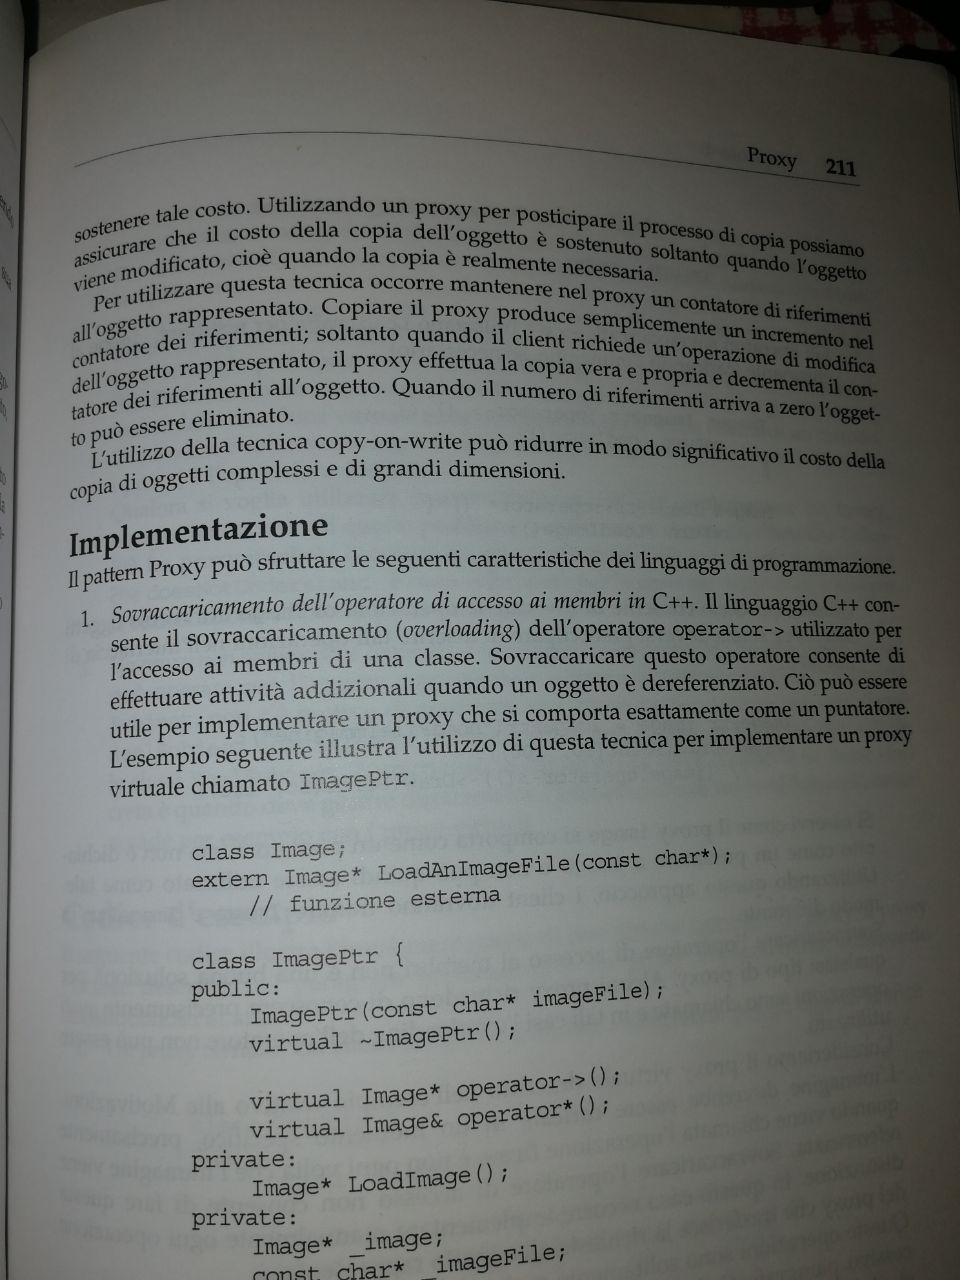 Proxy 211
sostenere tale costo. Utilizzando un proxy per posticipare il processo di copia possiamo
assicurare che il costo della copia dell'oggetto è sostenuto soltanto quando l'oggetto
viene modificato, cioè quando la copia è realmente necessaria.
Per utilizzare questa tecnica occorre mantenere nel proxy un contatore di riferimenti
all'oggetto rappresentato. Copiare il proxy produce semplicemente un incremento nel
contatore dei riferimenti; soltanto quando il client richiede un'operazione di modifica
dell'oggetto rappresentato, il proxy effettua la copia vera e propria e decrementa il con-
tatore dei riferimenti all'oggetto. Quando il numero di riferimenti arriva a zero l'ogget-
to può essere eliminato.
L'utilizzo della tecnica copy-on-write può ridurre in modo significativo il costo della
copia di oggetti complessi e di grandi dimensioni.
Implementazione
Il pattern Proxy può sfruttare le seguenti caratteristiche dei linguaggi di programmazione.
1. Sovraccaricamento dell'operatore di accesso ai membri in C++. Il linguaggio C++ con-
sente il sovraccaricamento (overloading) dell'operatore operator-> utilizzato per
l'accesso ai membri di una classe. Sovraccaricare questo operatore consente di
effettuare attività addizionali quando un oggetto è dereferenziato. Ciò può essere
utile per implementare un proxy che si comporta esattamente come un puntatore.
L'esempio seguente illustra l'utilizzo di questa tecnica per implementare un proxy
virtuale chiamato ImagePtr.
class Image;
extern Image* LoadAnImageFile(const char*);
// funzione esterna
class ImagePtr {
public:
ImagePtr(const char* imageFile);
virtual ~ImagePtr();
virtual Image* operator->();
virtual Image& operator*();
private:
Image* LoadImage();
private:
Image* _image;
const char* _imageFile;